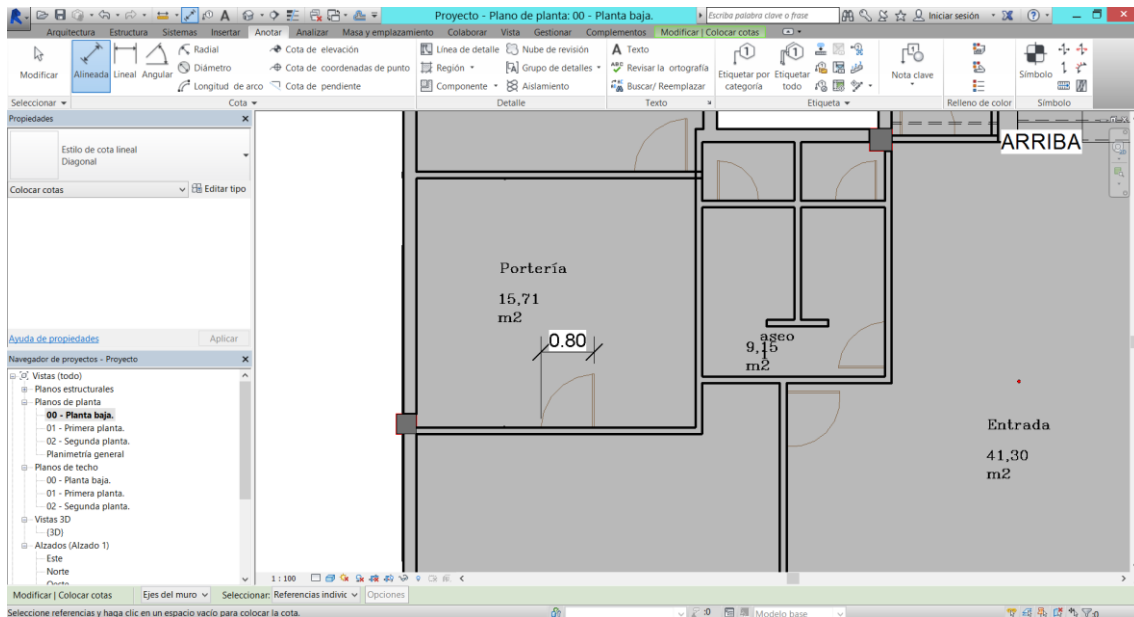 Proyecto - Plano de planta: 00 - Planta baja.
Escriba palabra clave o frase
Iniciar sesión
Arquitectura Estructura Sistemas Insertar Anotar Analizar Masa y emplazamiento Colaborar Vista Gestionar Complementos Modificar | Colocar cotas
Modificar
Alineada Lineal Angular
Radial
Diámetro
Longitud de arco
Cota de elevación
Cota de coordenadas de punto
Cota de pendiente
Línea de detalle
Región
Componente
Nube de revisión
Grupo de detalles
Aislamiento
Texto
Revisar la ortografía
Buscar/ Reemplazar
Etiquetar por categoría
Etiquetar todo
Nota clave
Símbolo
Seleccionar Cota Detalle Texto Etiqueta Relleno de color Símbolo
Propiedades
Estilo de cota lineal
Diagonal
Colocar cotas
Editar tipo
Ayuda de propiedades
Aplicar
Navegador de proyectos - Proyecto
Vistas (todo)
Planos estructurales
Planos de planta
00 - Planta baja.
01 - Primera planta.
02 - Segunda planta.
Planimetría general
Planos de techo
00 - Planta baja.
01 - Primera planta.
02 - Segunda planta.
Vistas 3D
{3D}
Alzados (Alzado 1)
Este
Norte
Oeste
ARRIBA
Portería
15,71
m2
0.80
aseo
9,15
m2
Entrada
41,30
m2
1 : 100
Modificar | Colocar cotas
Ejes del muro
Seleccionar: Referencias individ
Opciones
Seleccione referencias y haga clic en un espacio vacío para colocar la cota.
:0
Modelo base
:0